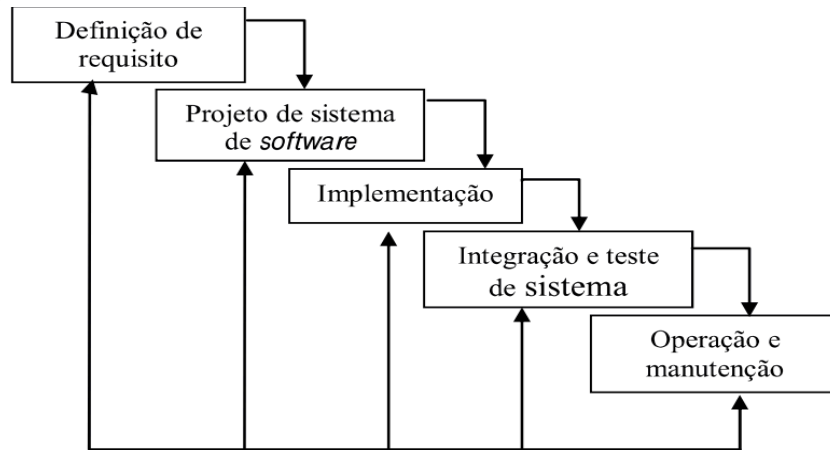 Definição de
requisito
Projeto de sistema
de software
Implementação
Integração e teste
de sistema
Operação e
manutenção